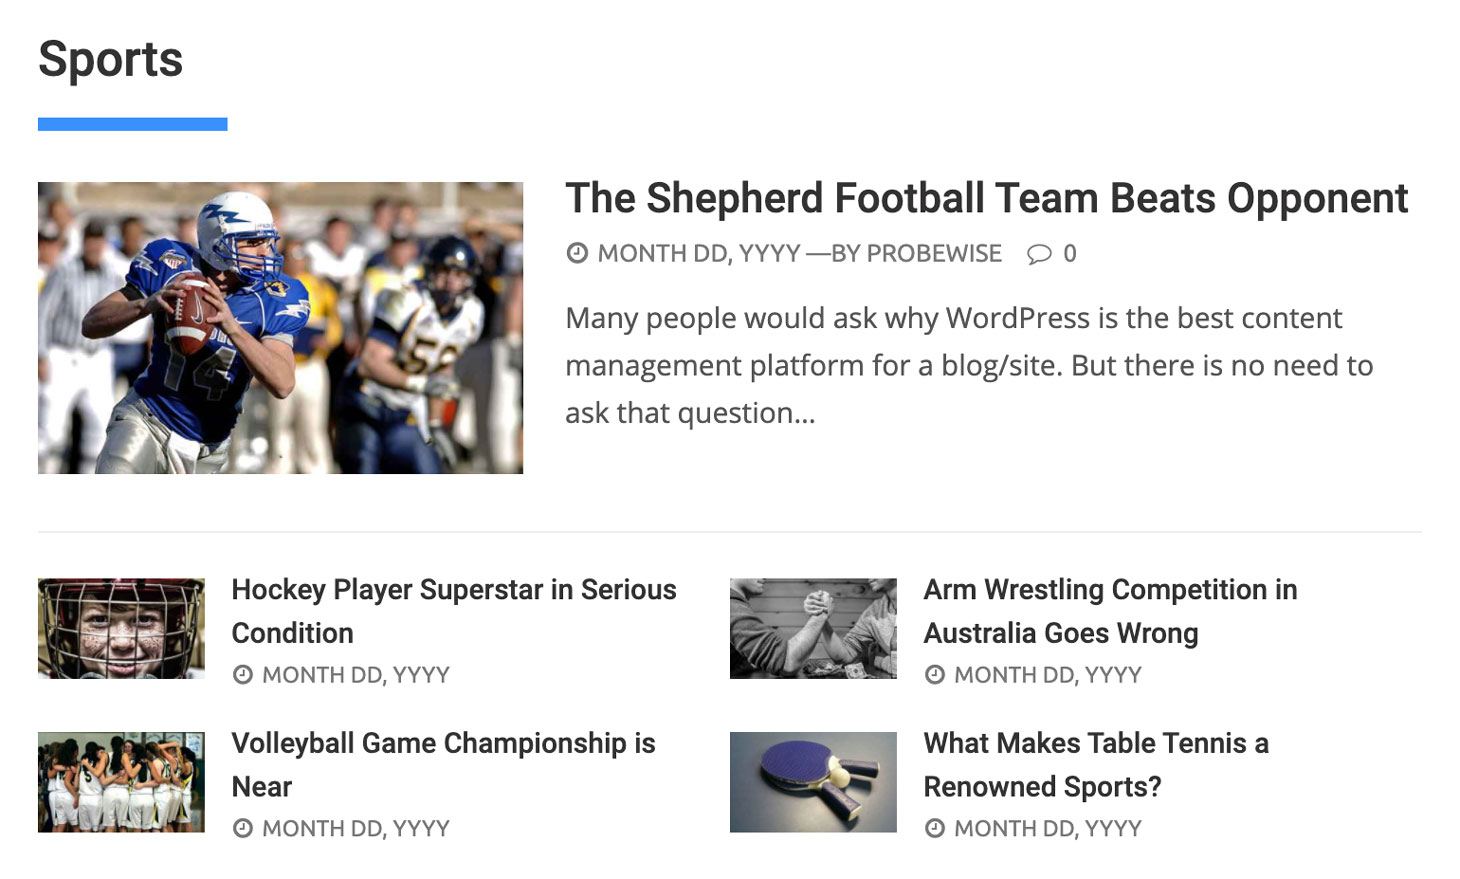 Sports
The Shepherd Football Team Beats Opponent
MONTH DD, YYYY —BY PROBEWISE 0
Many people would ask why WordPress is the best content
management platform for a blog/site. But there is no need to
ask that question...
14
52
Hockey Player Superstar in Serious
Condition
MONTH DD, YYYY
Arm Wrestling Competition in
Australia Goes Wrong
MONTH DD, YYYY
Volleyball Game Championship is
Near
MONTH DD, YYYY
What Makes Table Tennis a
Renowned Sports?
MONTH DD, YYYY